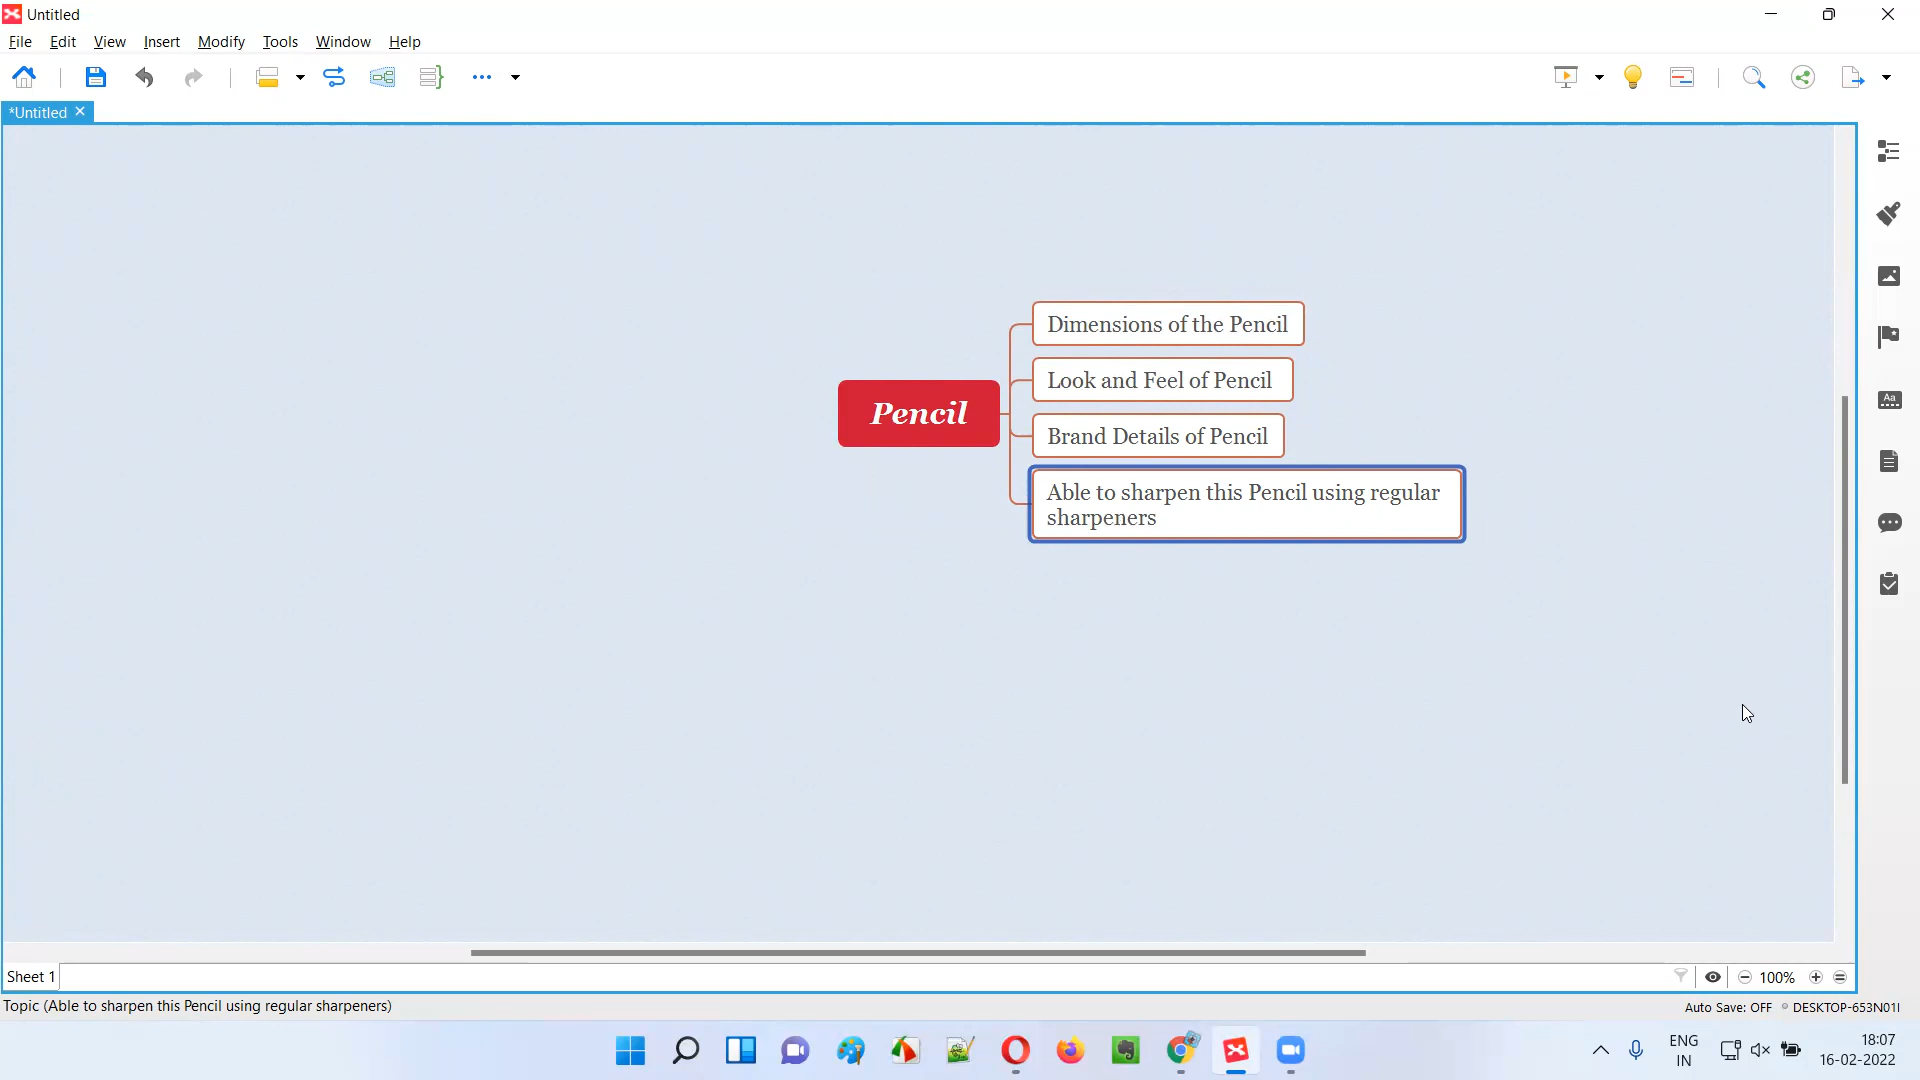 Untitled
File Edit View Insert Modify Tools Window Help
*Untitled
Dimensions of the Pencil
Look and Feel of Pencil
Pencil
Brand Details of Pencil
Able to sharpen this Pencil using regular
sharpeners
Aa
Sheet 1
100%
Topic (Able to sharpen this Pencil using regular sharpeners)
Auto Save: OFF
DESKTOP-653N01I
ENG
IN
18:07
16-02-2022